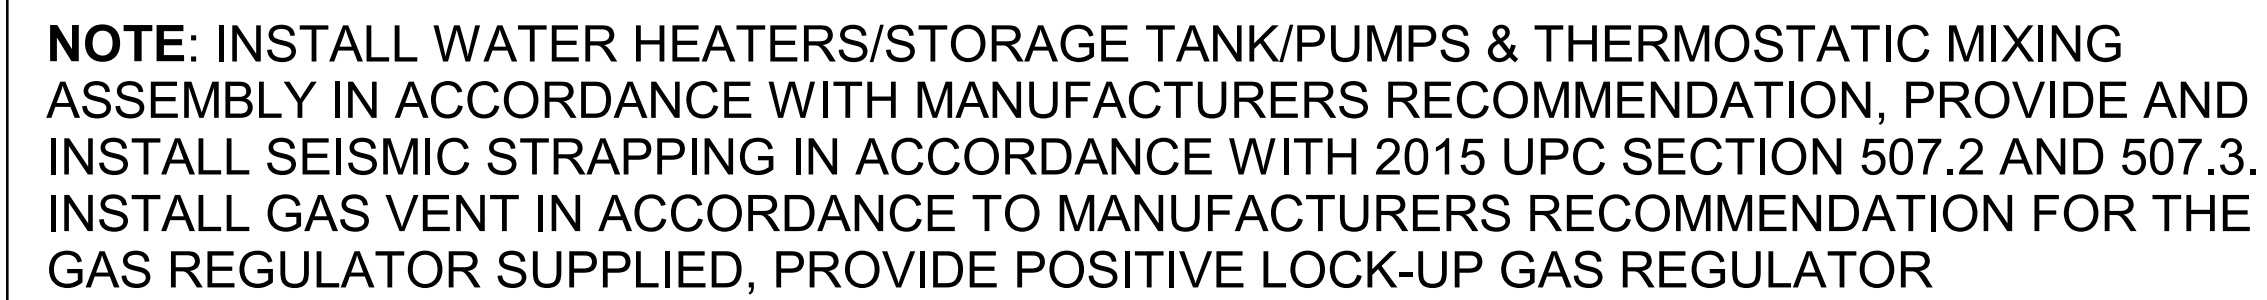 NOTE: INSTALL WATER HEATERS/STORAGE TANK/PUMPS & THERMOSTATIC MIXING
ASSEMBLY IN ACCORDANCE WITH MANUFACTURERS RECOMMENDATION, PROVIDE AND
INSTALL SEISMIC STRAPPING IN ACCORDANCE WITH 2015 UPC SECTION 507.2 AND 507.3.
INSTALL GAS VENT IN ACCORDANCE TO MANUFACTURERS RECOMMENDATION FOR THE
GAS REGULATOR SUPPLIED, PROVIDE POSITIVE LOCK-UP GAS REGULATOR